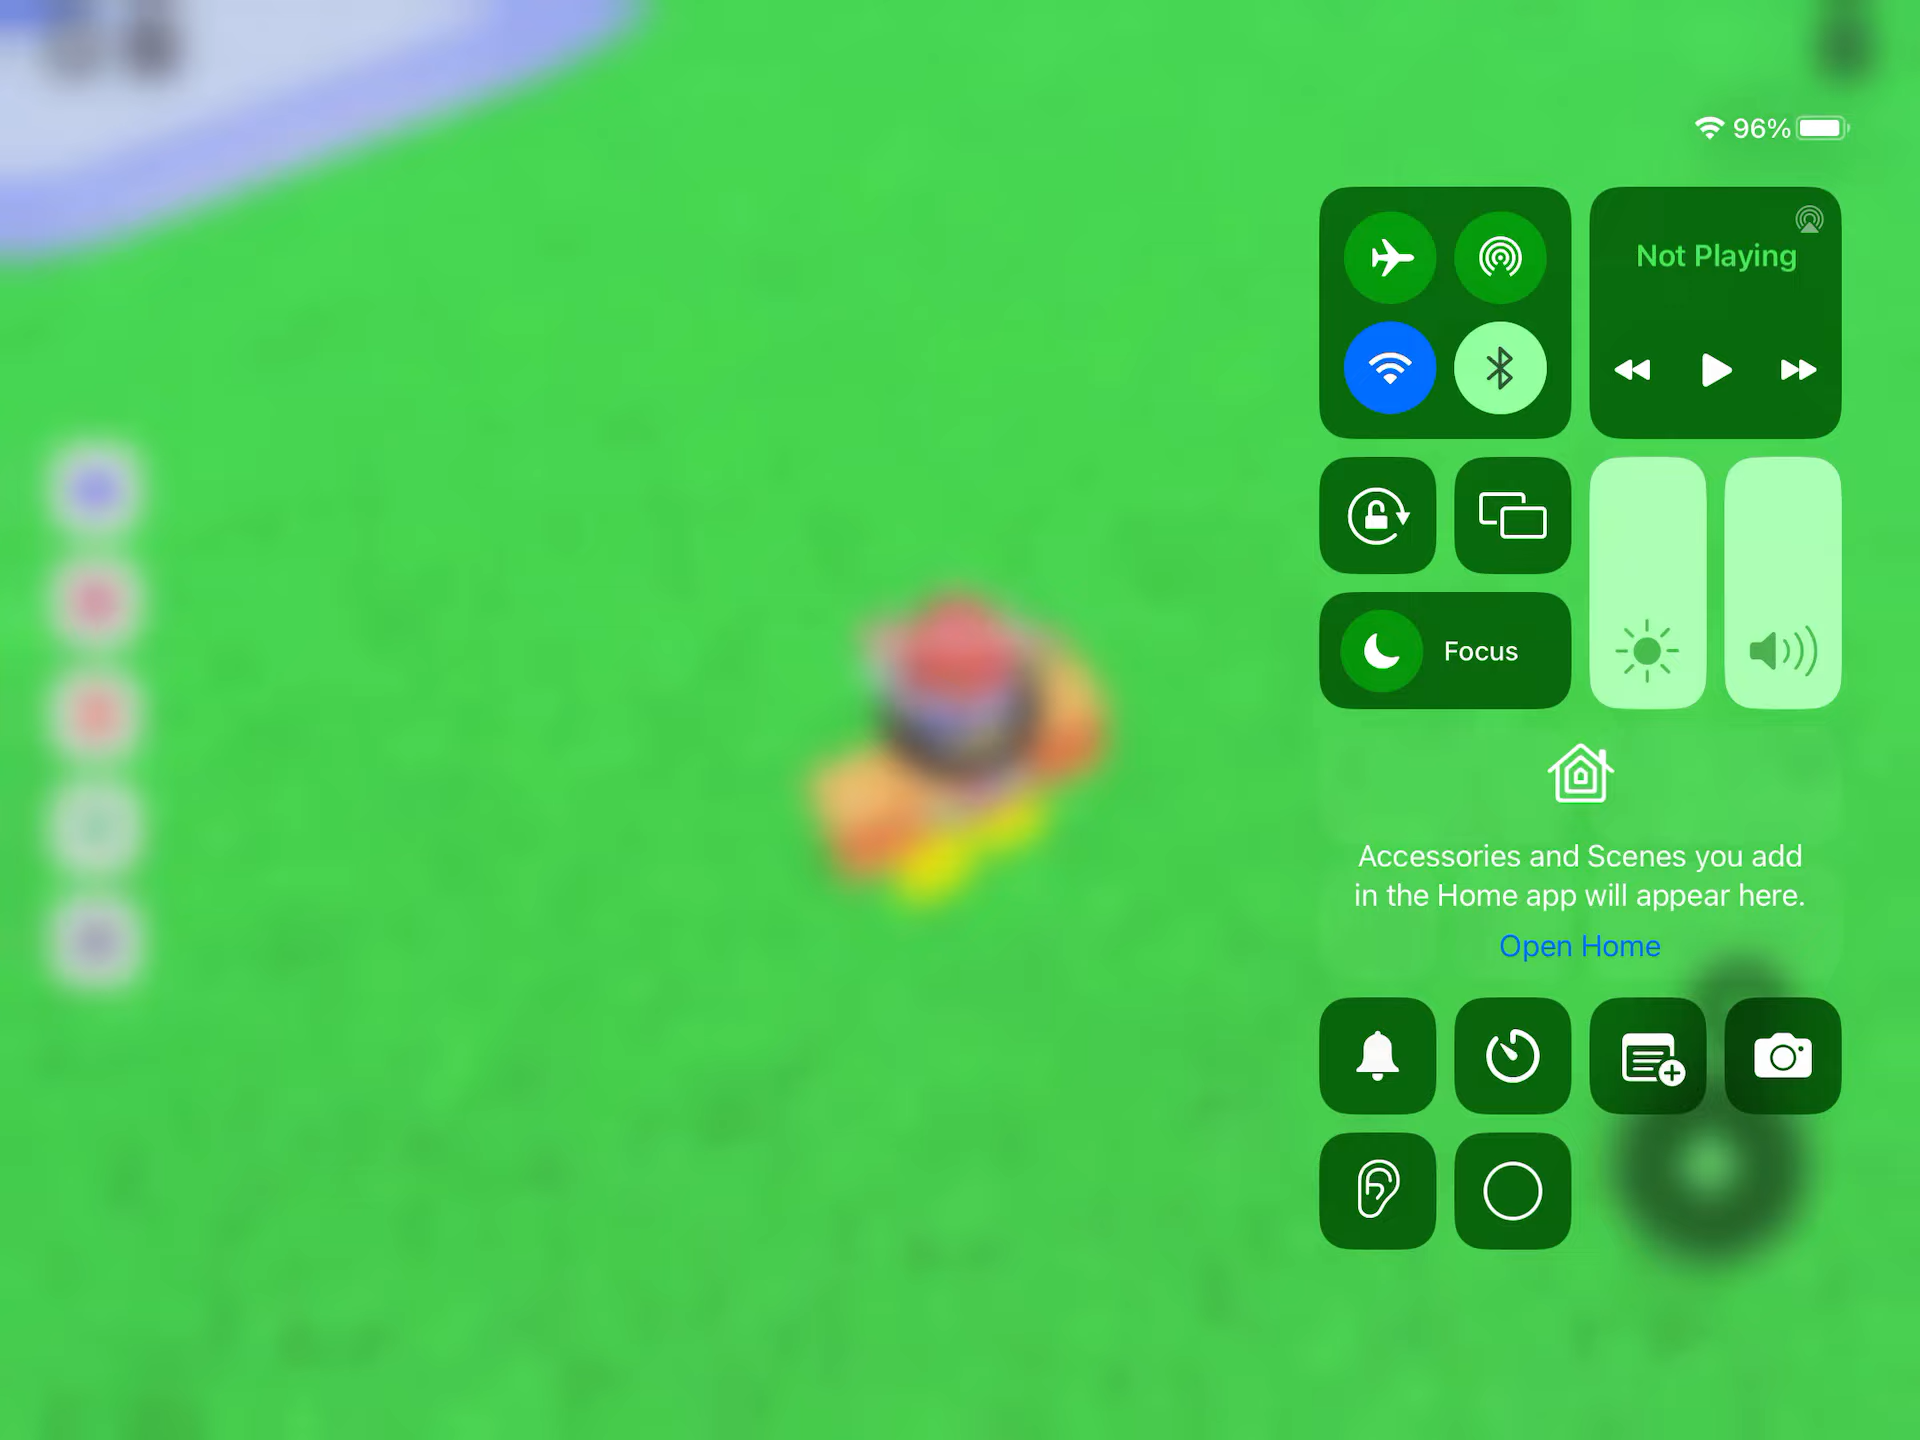 96%
Not Playing
Focus
Accessories and Scenes you add
in the Home app will appear here.
Open Home